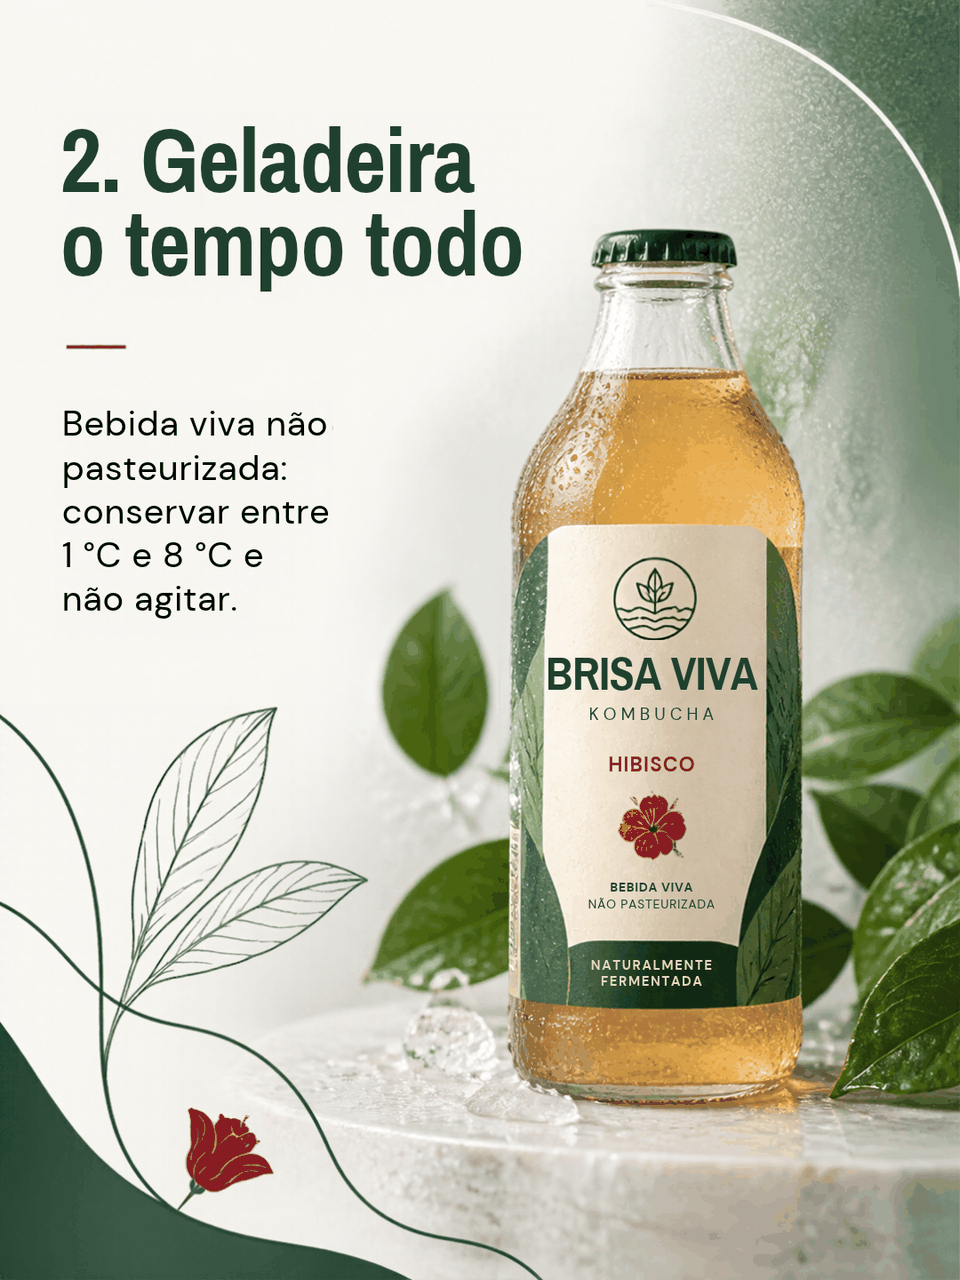 2. Geladeira
o tempo todo
Bebida viva não
pasteurizada:
conservar entre
1 °C e 8 °C e
não agitar.
BRISA VIVA
KOMBUCHA
HIBISCO
BEBIDA VIVA
NÃO PASTEURIZADA
NATURALMENTE
FERMENTADA